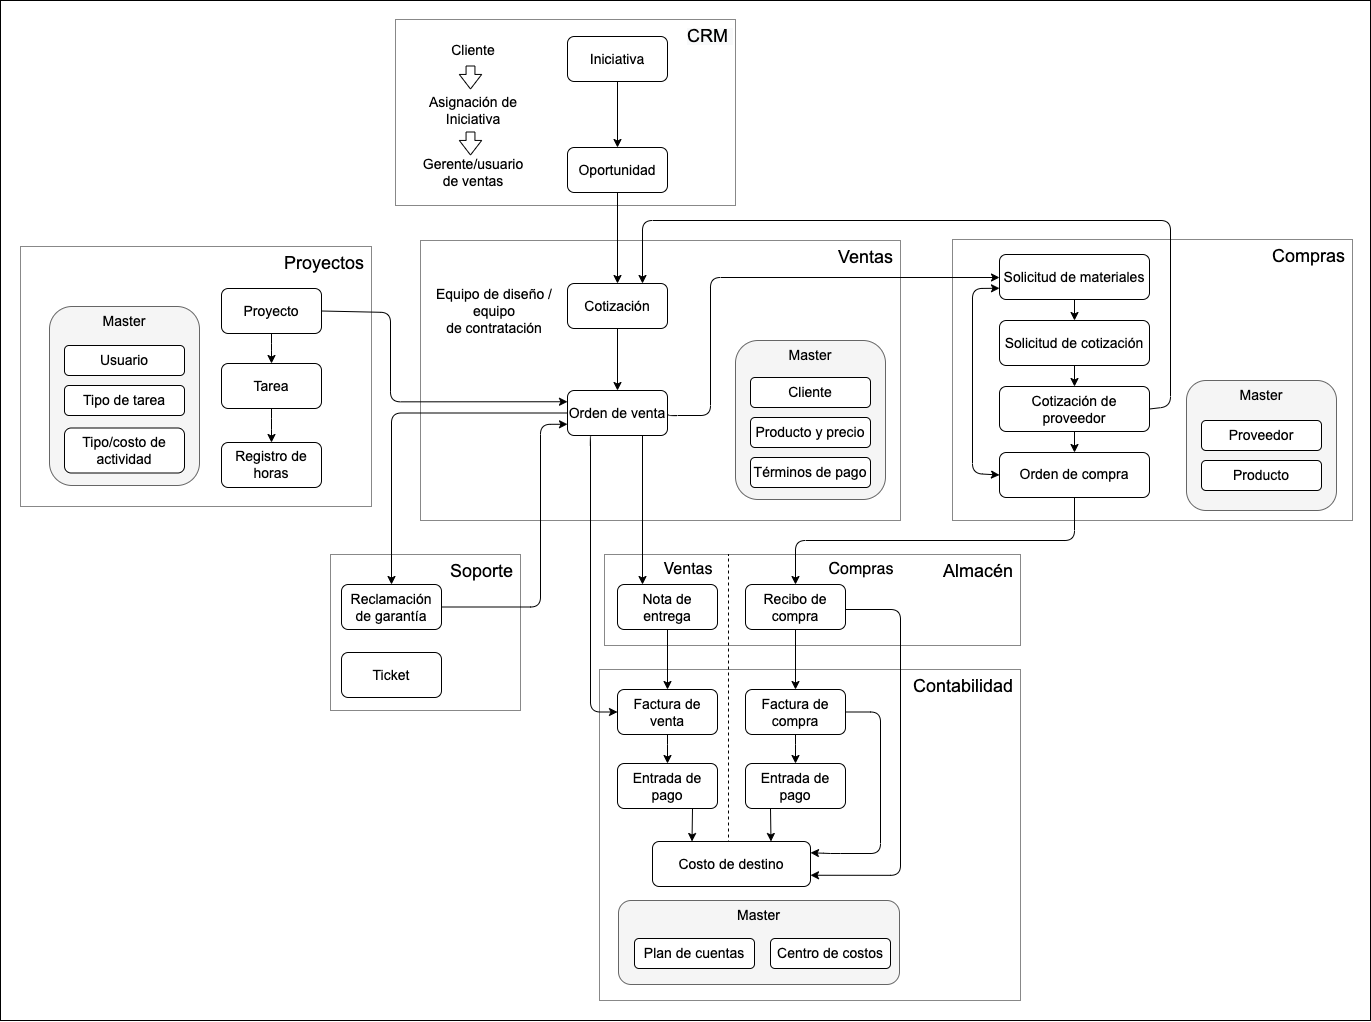 CRM
Cliente
Asignación de
Iniciativa
Gerente/usuario
de ventas
Iniciativa
Oportunidad
Proyectos
Master
Usuario
Tipo de tarea
Tipo/costo de
actividad
Proyecto
Tarea
Registro de
horas
Ventas
Equipo de diseño /
equipo
de contratación
Cotización
Orden de venta
Master
Cliente
Producto y precio
Términos de pago
Compras
Solicitud de materiales
Solicitud de cotización
Cotización de
proveedor
Orden de compra
Master
Proveedor
Producto
Soporte
Reclamación
de garantía
Ticket
Ventas
Compras
Almacén
Nota de
entrega
Recibo de
compra
Contabilidad
Factura de
venta
Factura de
compra
Entrada de
pago
Entrada de
pago
Costo de destino
Master
Plan de cuentas
Centro de costos